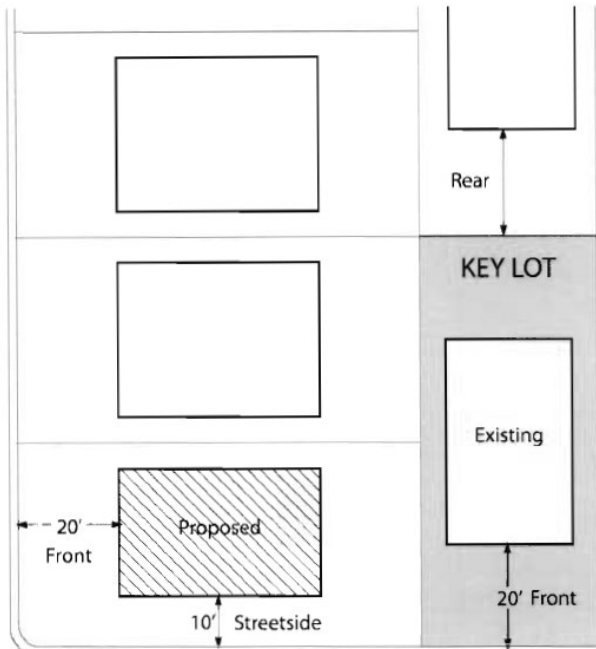 Rear
KEY LOT
Existing
Proposed
20'
Front
20' Front
10' Streetside